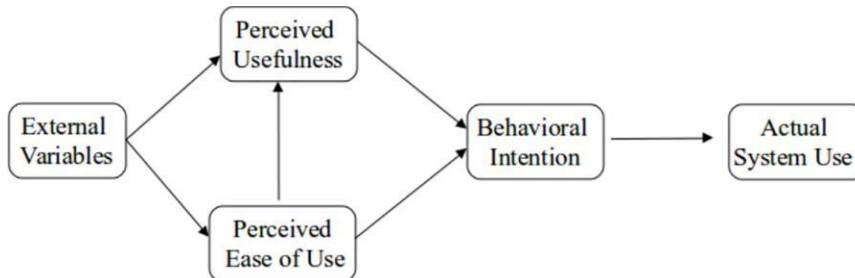 Perceived
Usefulness
External
Variables
Behavioral
Intention
Actual
System Use
Perceived
Ease of Use